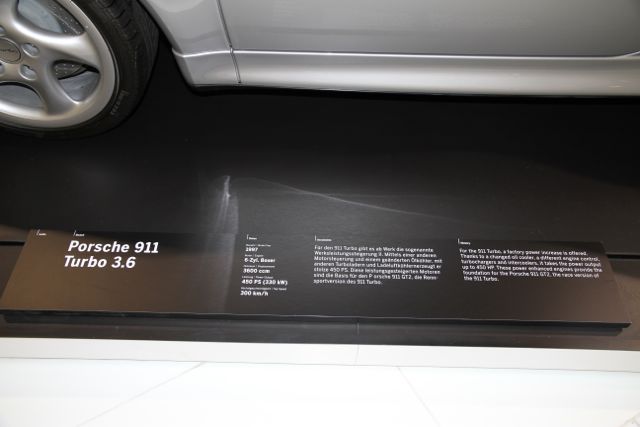 Porsche 911
Turbo 3.6
1997
6-Zyl. Boxer
3600 ccm
450 PS (330 kW)
300 km/h
Für den 911 Turbo gibt es ab Werk die sogenannte
Werksleistungssteigerung II. Mittels einer anderen
Motorsteuerung und einem geänderten Ölkühler, mit
anderen Turboladern und Ladeluftkühlern erzeugt er
stolze 450 PS. Diese leistungsgesteigerten Motoren
sind die Basis für den Porsche 911 GT2, die Renn-
sportversion des 911 Turbo.
For the 911 Turbo, a factory power increase is offered.
Thanks to a changed oil cooler, a different engine control,
turbochargers and intercoolers, it takes the power output
up to 450 HP. These power enhanced engines provide the
foundation for the Porsche 911 GT2, the race version of
the 911 Turbo.